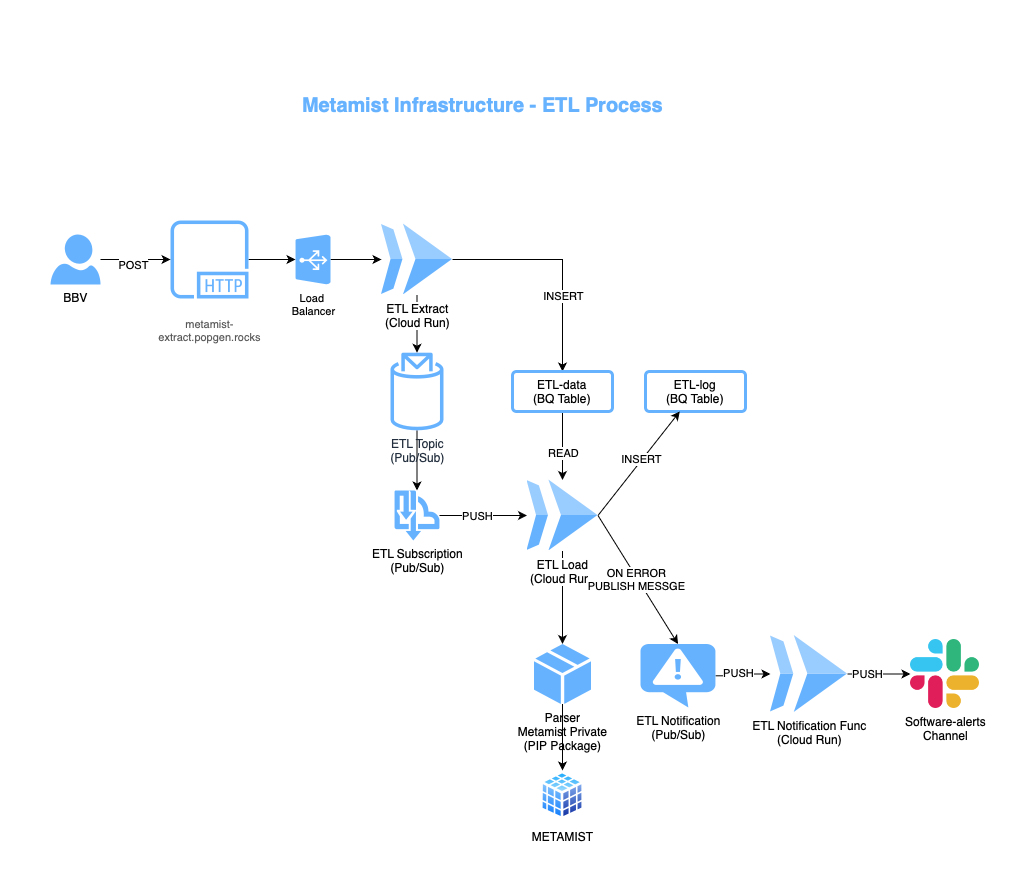 Metamist Infrastructure - ETL Process
POST
BBV
HTTP
metamist-
extract.popgen.rocks
Load
Balancer
ETL Extract
(Cloud Run)
INSERT
ETL-data
(BQ Table)
ETL-log
(BQ Table)
ETL Topic
(Pub/Sub)
READ
INSERT
PUSH
ETL Subscription
(Pub/Sub)
ETL Load
(Cloud Run
ON ERROR
PUBLISH MESSGE
PUSH
PUSH
Parser
Metamist Private
(PIP Package)
ETL Notification
(Pub/Sub)
ETL Notification Func
(Cloud Run)
Software-alerts
Channel
METAMIST